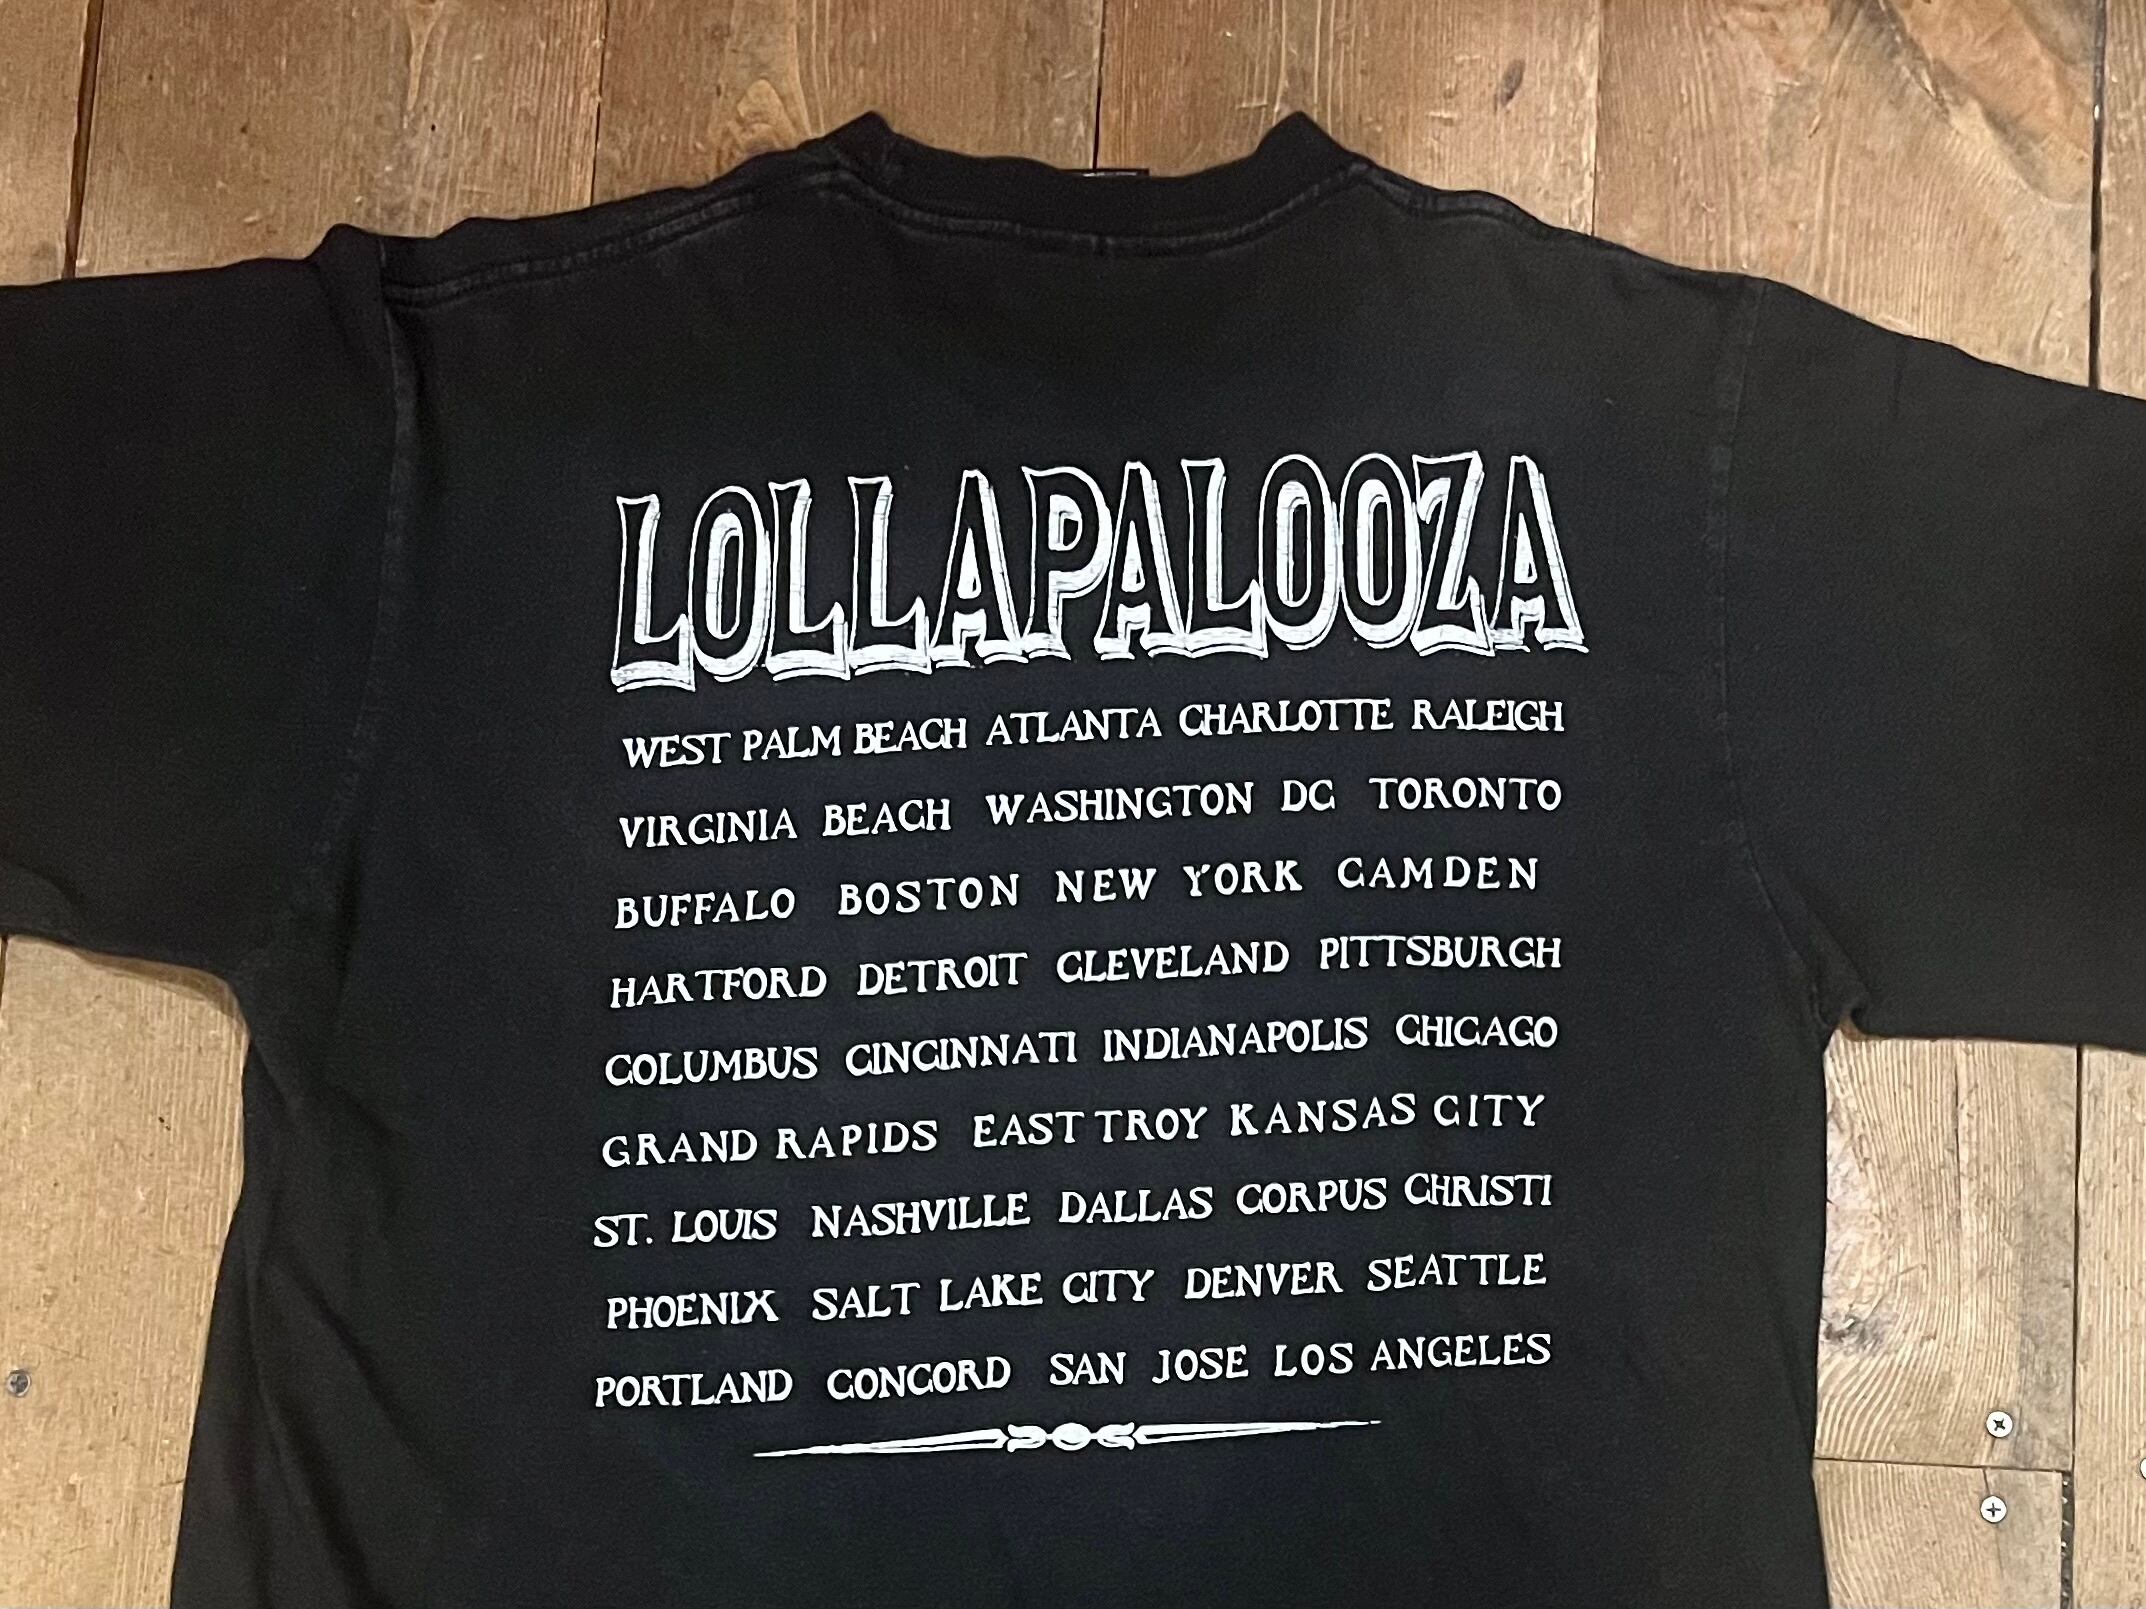 LOLLAPALOOZA
WEST PALM BEACH ATLANTA CHARLOTTE RALEIGH
VIRGINIA BEACH WASHINGTON DC TORONTO
BUFFALO BOSTON NEW YORK CAMDEN
HARTFORD DETROIT CLEVELAND PITTSBURGH
COLUMBUS CINCINNATI INDIANAPOLIS CHICAGO
GRAND RAPIDS EAST TROY KANSAS CITY
ST. LOUIS NASHVILLE DALLAS CORPUS CHRISTI
PHOENIX SALT LAKE CITY DENVER SEATTLE
PORTLAND CONCORD SAN JOSE LOS ANGELES